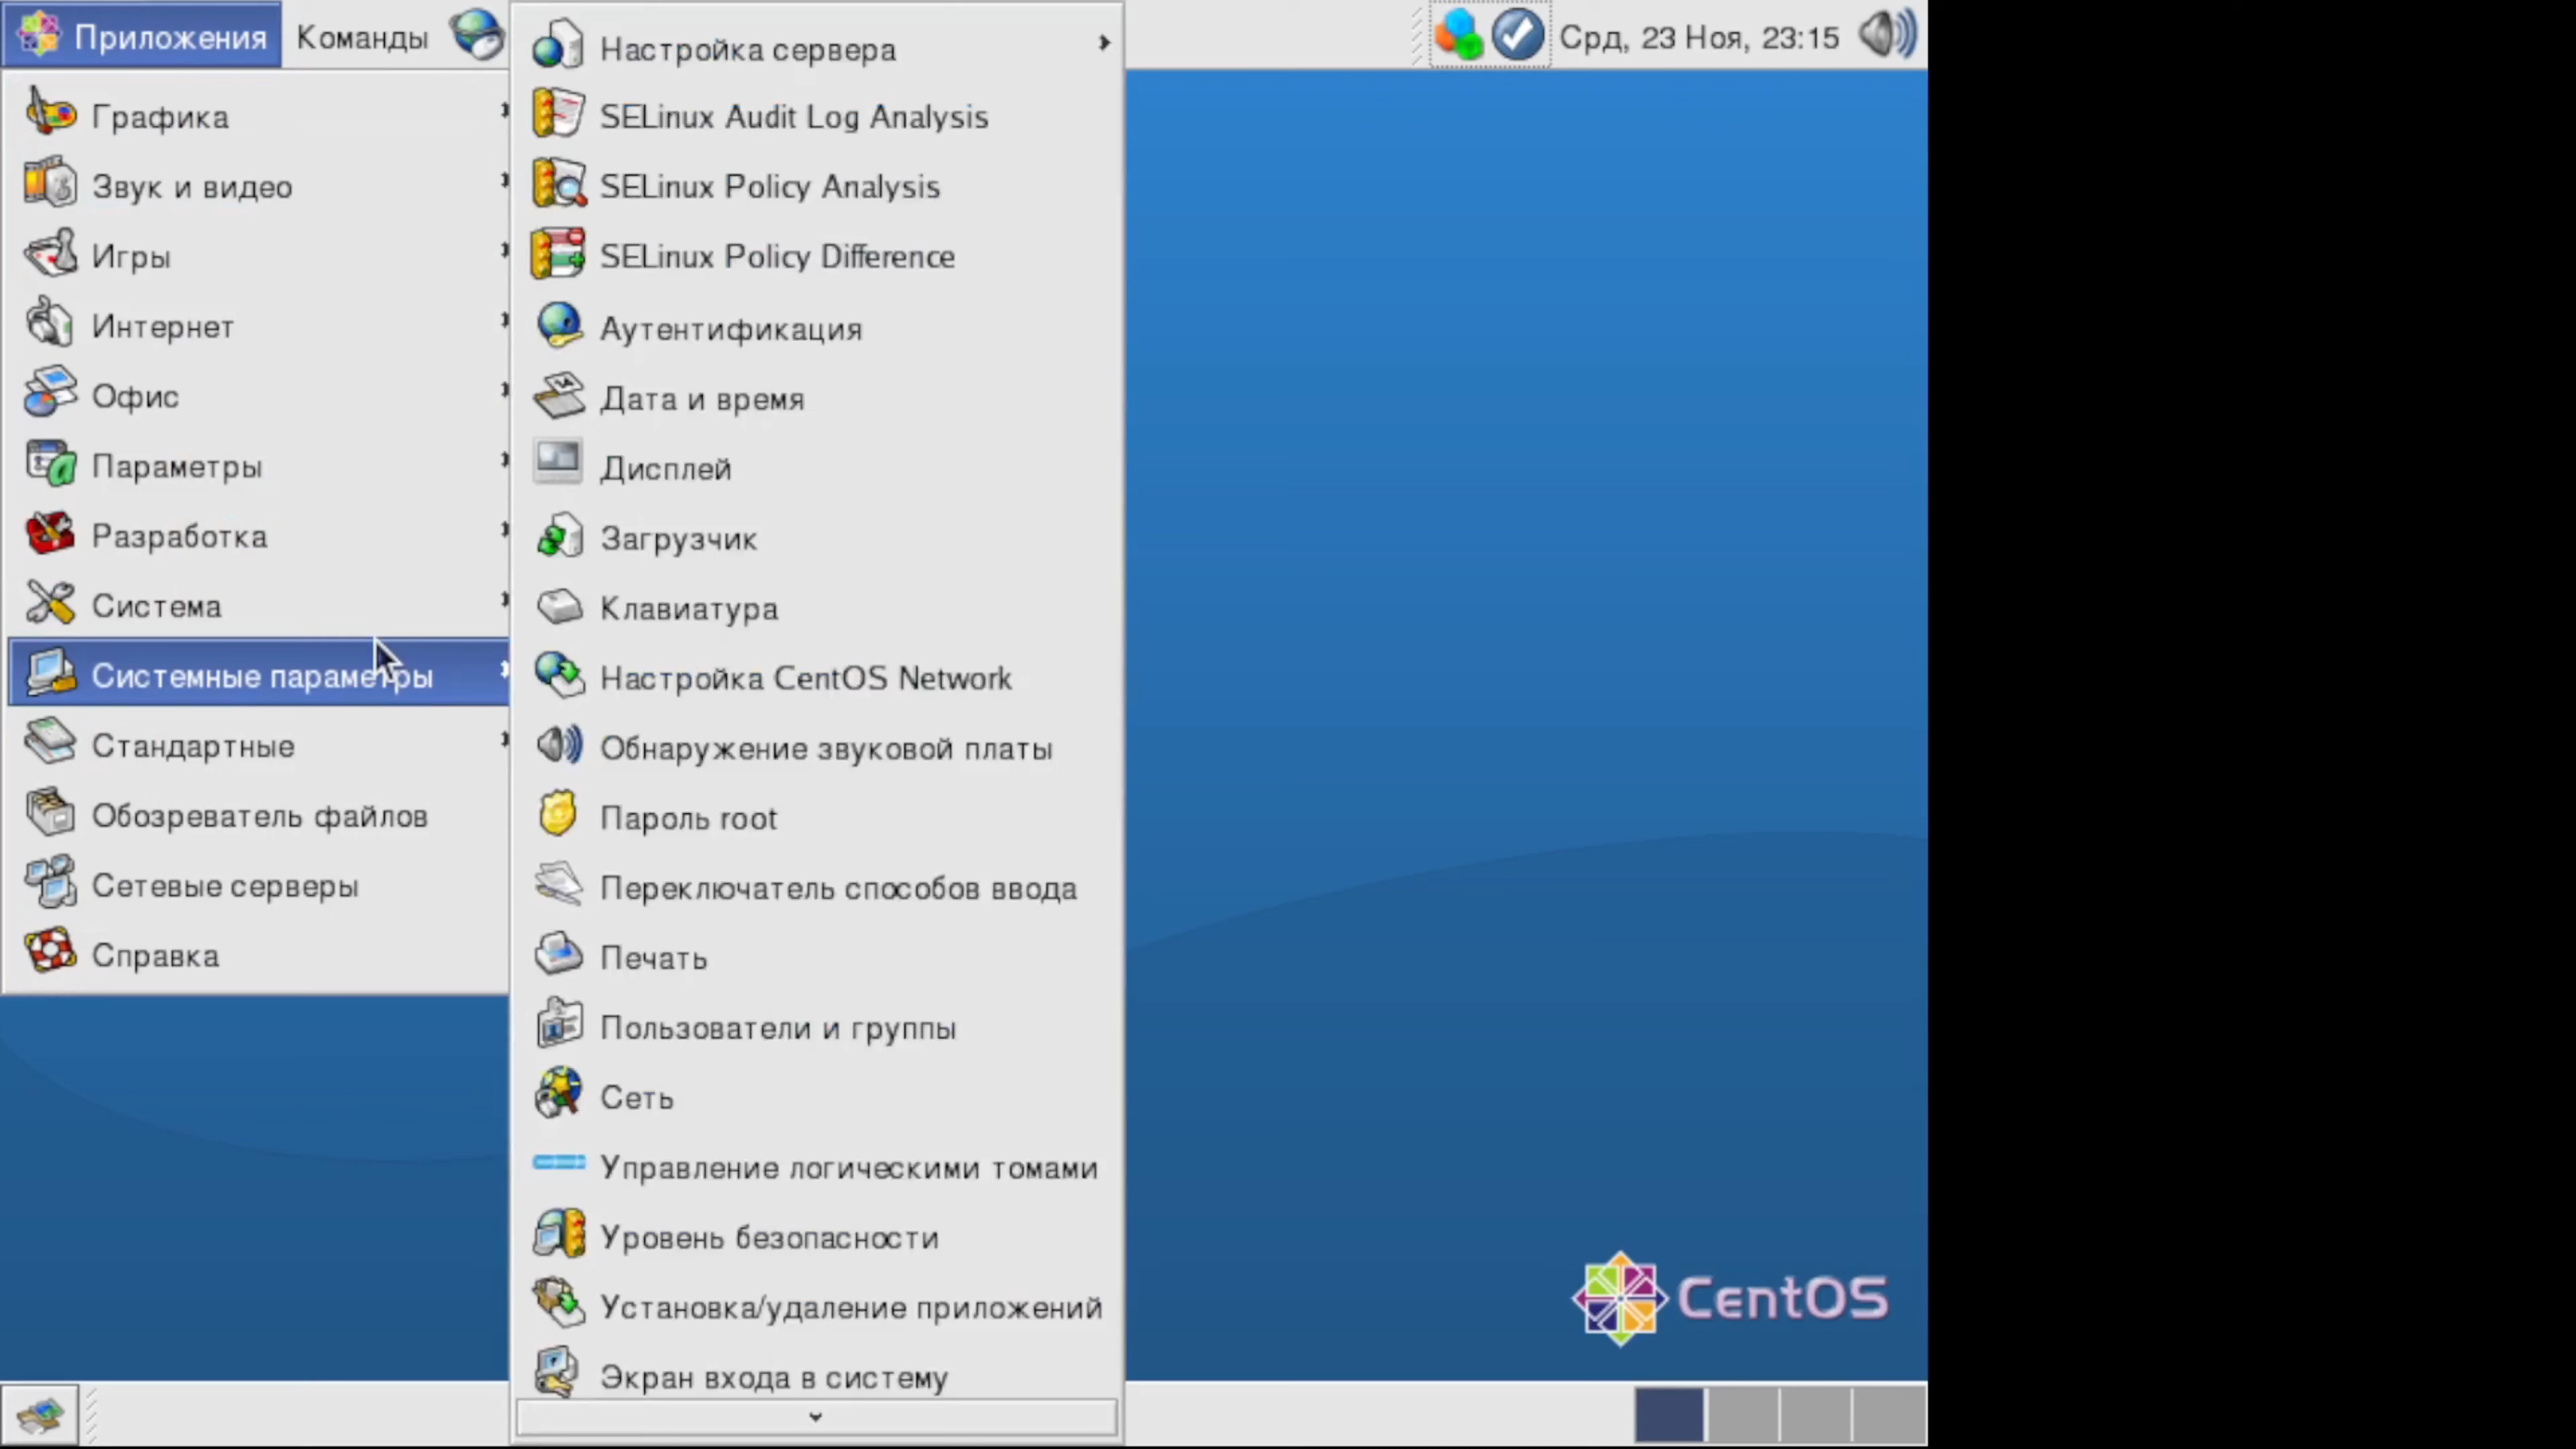 Приложения Команды Срд, 23 Ноя, 23:15
Графика
Звук и видео
Игры
Интернет
Офис
Параметры
Разработка
Система
Системные параметры
Стандартные
Обозреватель файлов
Сетевые серверы
Справка
Настройка сервера
SELinux Audit Log Analysis
SELinux Policy Analysis
SELinux Policy Difference
Аутентификация
Дата и время
Дисплей
Загрузчик
Клавиатура
Настройка CentOS Network
Обнаружение звуковой платы
Пароль root
Переключатель способов ввода
Печать
Пользователи и группы
Сеть
Управление логическими томами
Уровень безопасности
Установка/удаление приложений
Экран входа в систему
CentOS